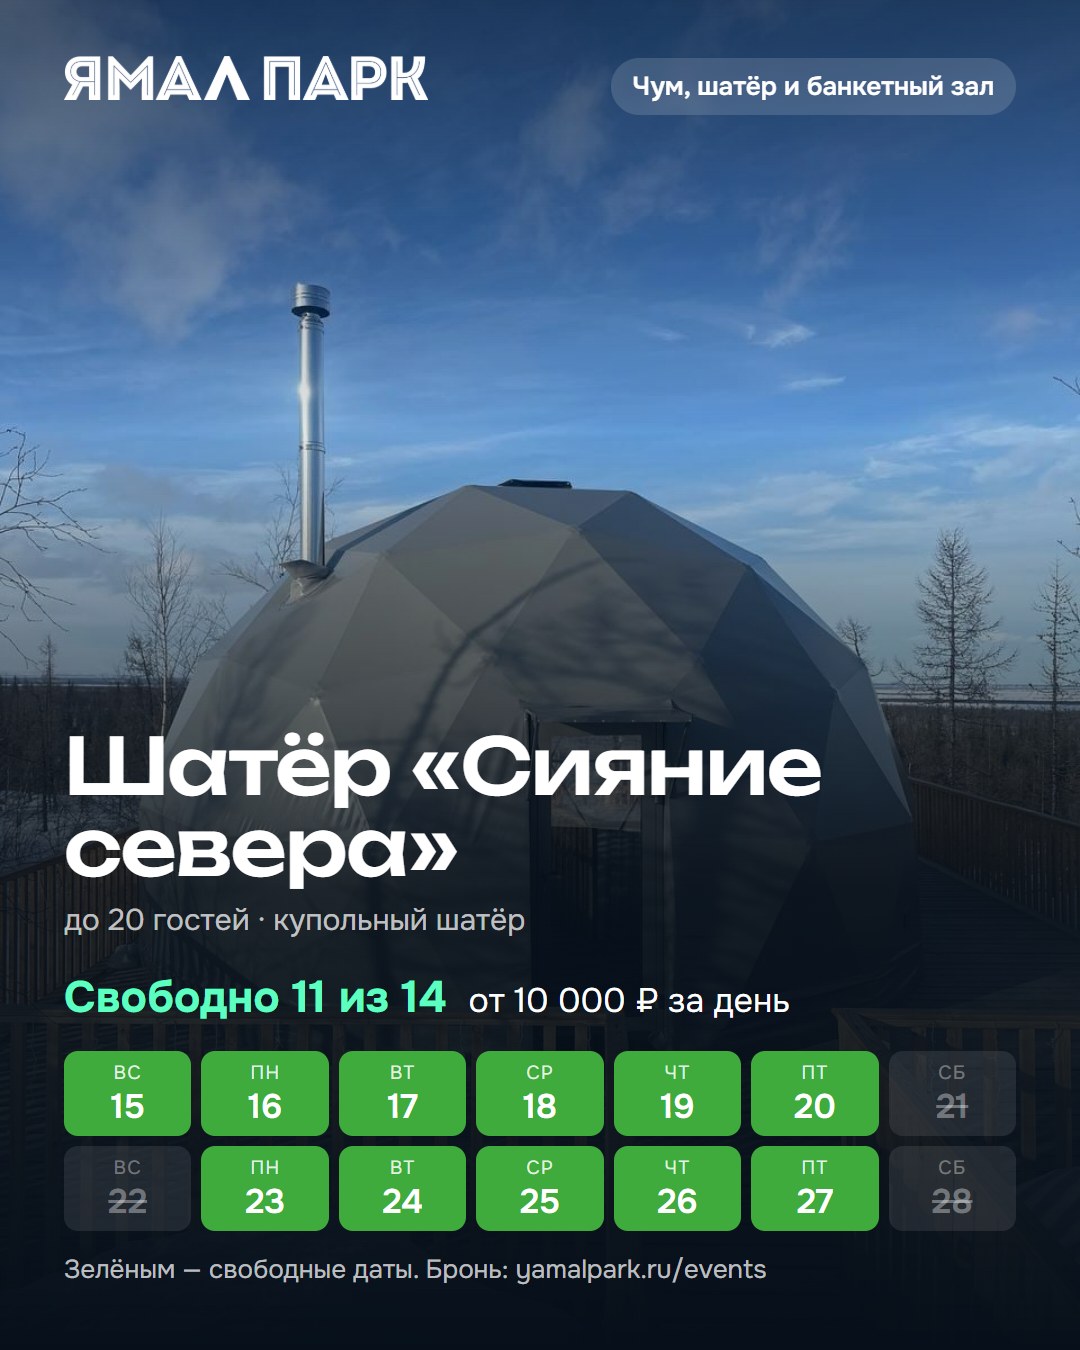 ЯМАЛ ПАРК
Чум, шатёр и банкетный зал
Шатёр «Сияние
севера»
до 20 гостей · купольный шатёр
Свободно 11 из 14 от 10 000 ₽ за день
ВС ПН ВТ СР ЧТ ПТ СБ
15 16 17 18 19 20 21
ВС ПН ВТ СР ЧТ ПТ СБ
22 23 24 25 26 27 28
Зелёным — свободные даты. Бронь: yamalpark.ru/events